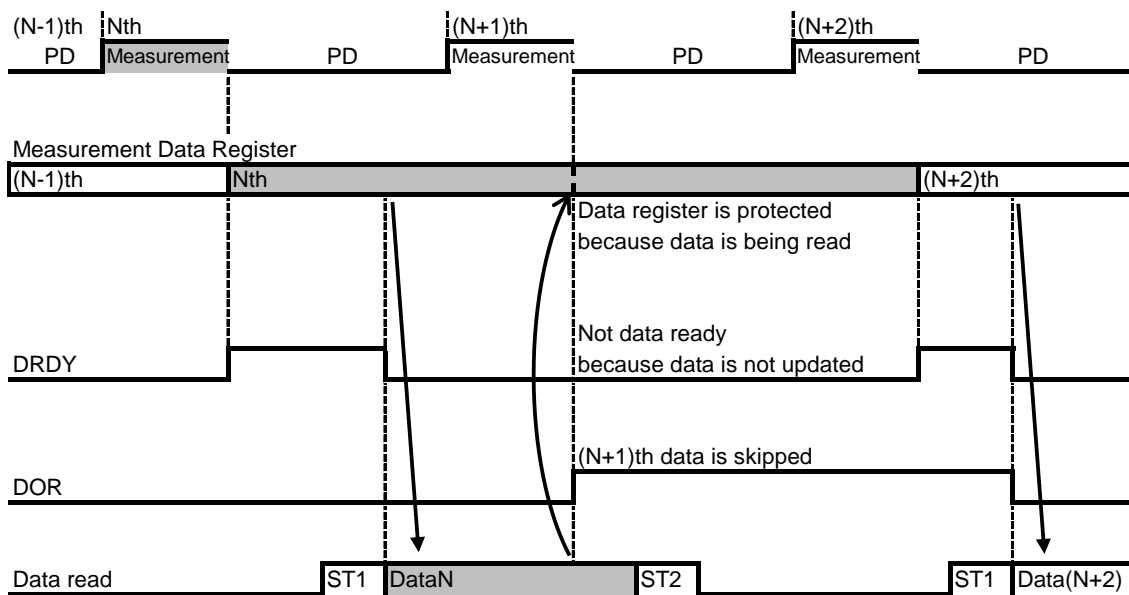 (N-1)th Nth (N+1)th (N+2)th
PD Measurement PD Measurement PD Measurement PD
Measurement Data Register
(N-1)th Nth (N+2)th
Data register is protected
because data is being read
Not data ready
DRDY because data is not updated
(N+1)th data is skipped
DOR
Data read ST1 DataN ST2 ST1 Data(N+2)